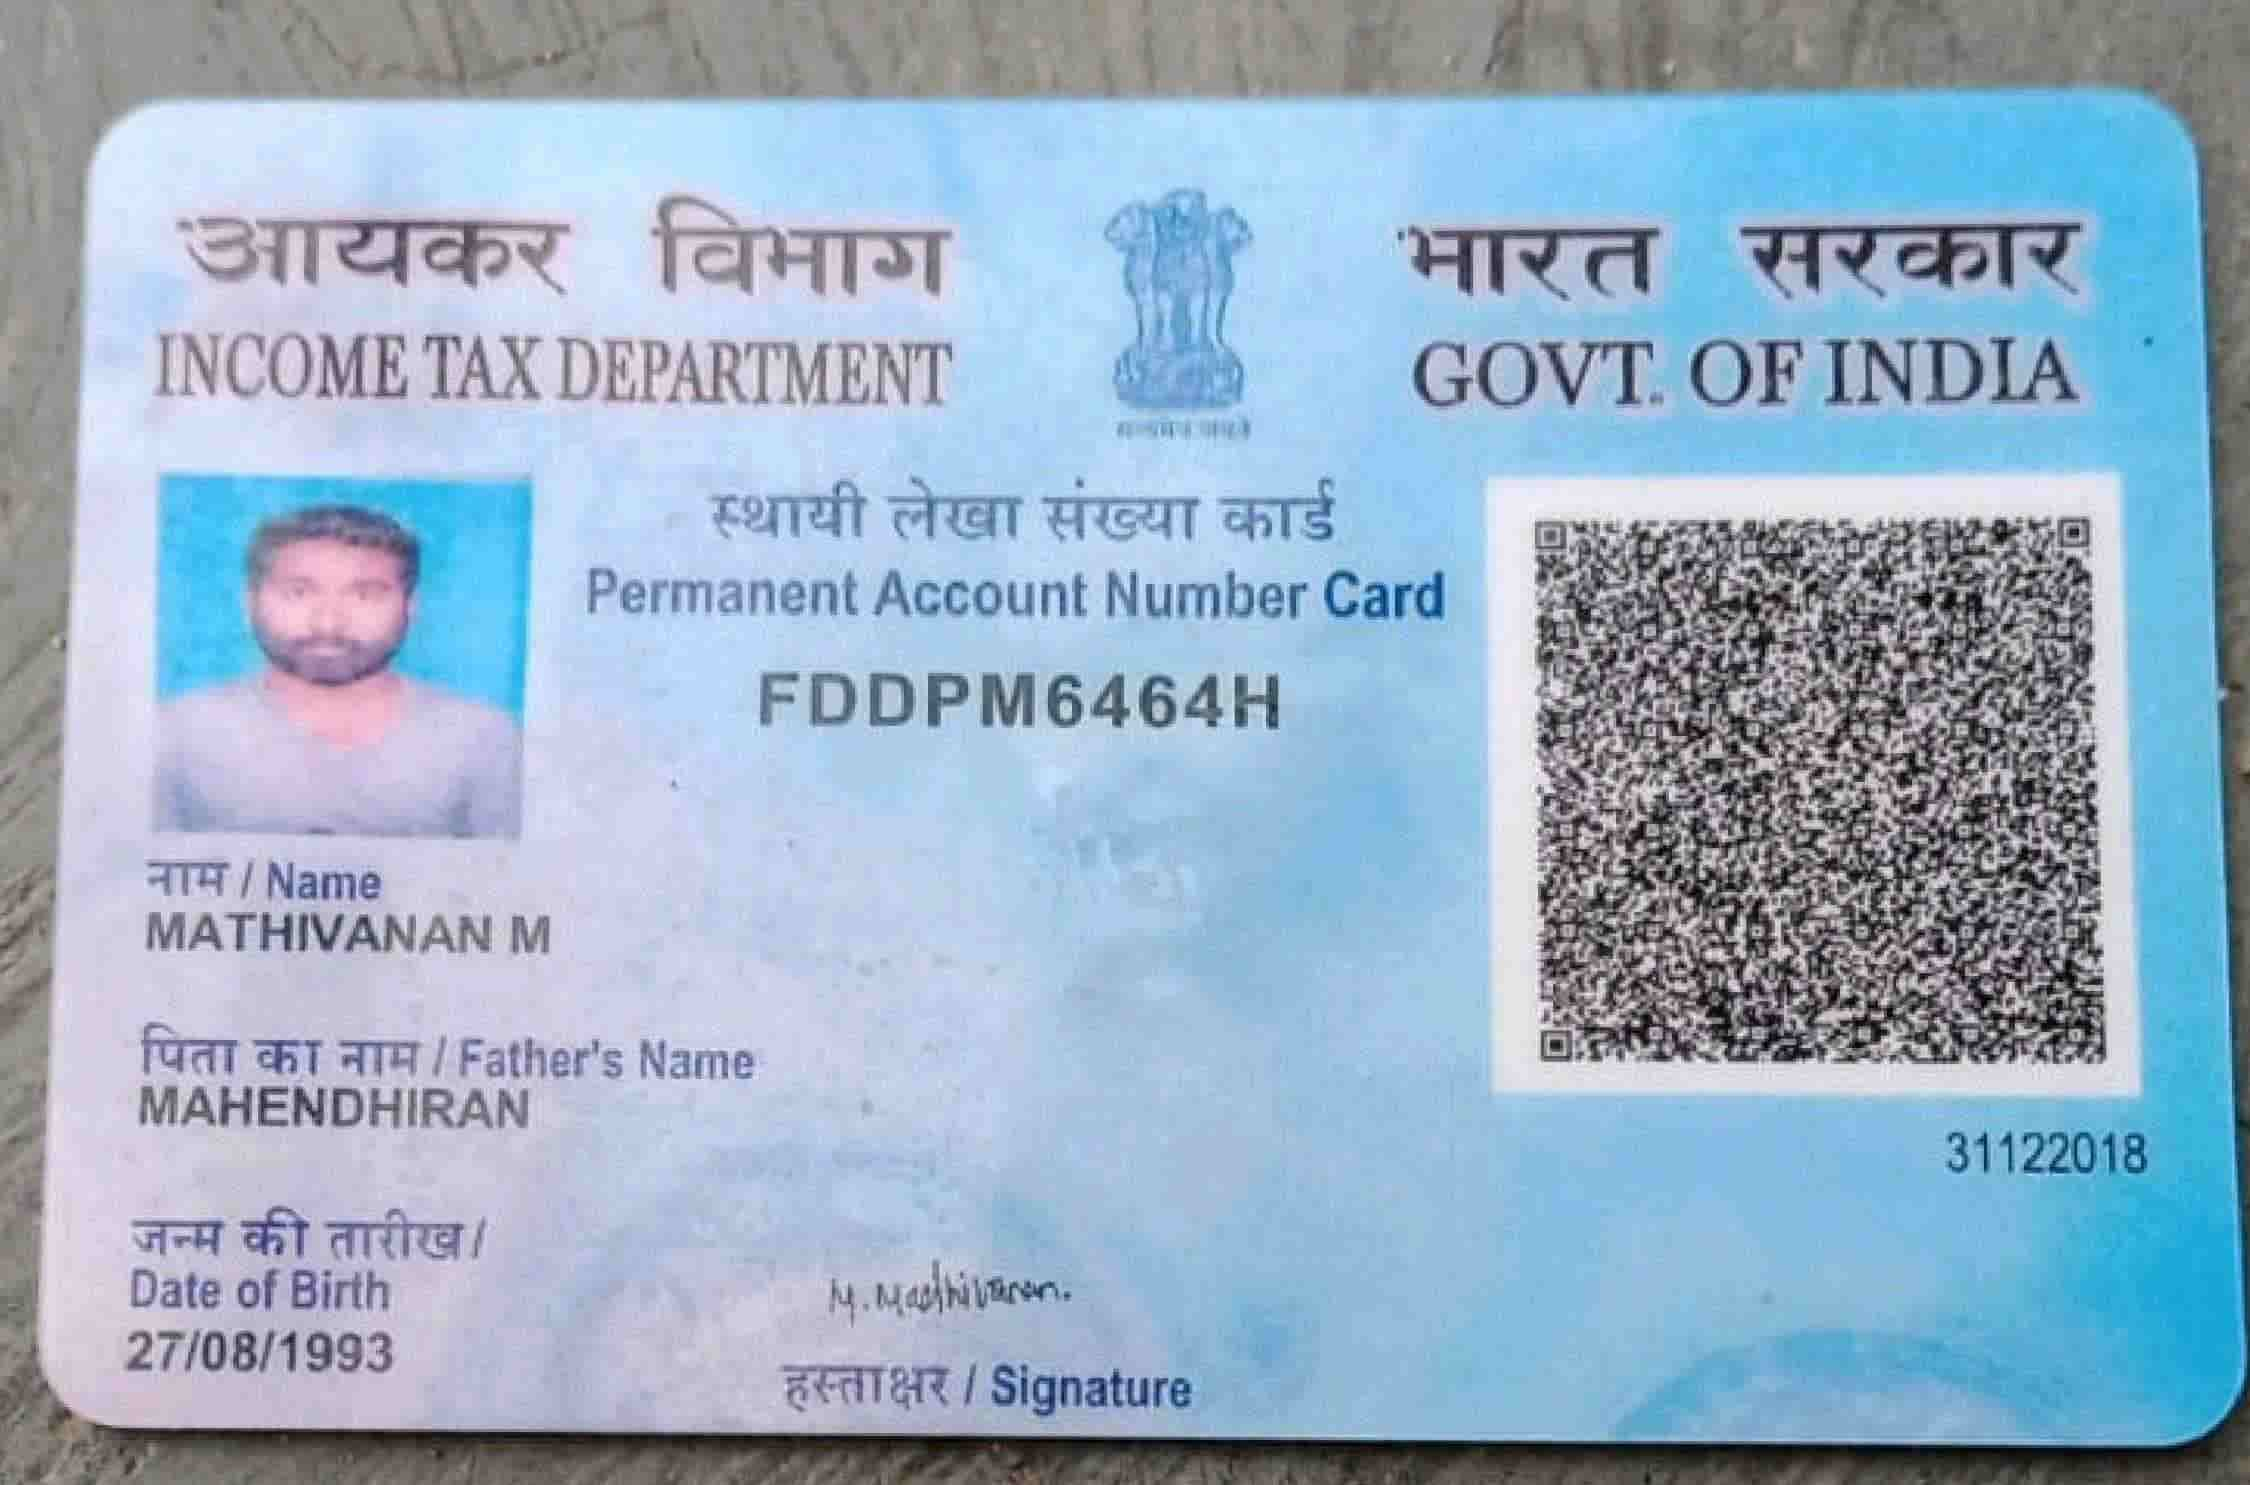 आयकर विभाग
INCOME TAX DEPARTMENT
भारत सरकार
GOVT. OF INDIA
सत्यमेव जयते
स्थायी लेखा संख्या कार्ड
Permanent Account Number Card
FDDPM6464H
नाम / Name
MATHIVANAN M
पिता का नाम / Father's Name
MAHENDHIRAN
जन्म की तारीख /
Date of Birth
27/08/1993
M. Mathivanan.
हस्ताक्षर / Signature
31122018